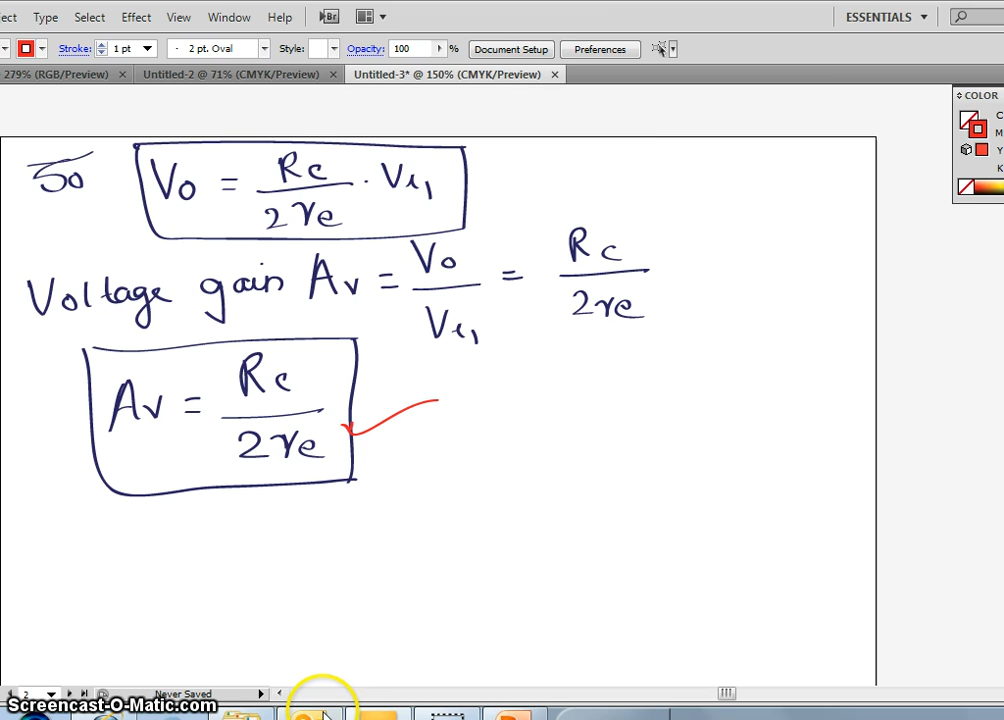 ect Type Select Effect View Window Help Br ESSENTIALS
Stroke: 1 pt 2 pt. Oval Style: Opacity: 100 % Document Setup Preferences
279% (RGB/Preview) × Untitled-2 @ 71% (CMYK/Preview) × Untitled-3* @ 150% (CMYK/Preview) ×
COLOR
C
M
Y
K
So Vo = Rc / 2re . Vi1
Voltage gain Av = Vo / Vi1 = Rc / 2re
Av = Rc / 2re
2 Never Saved
Screencast-O-Matic.com